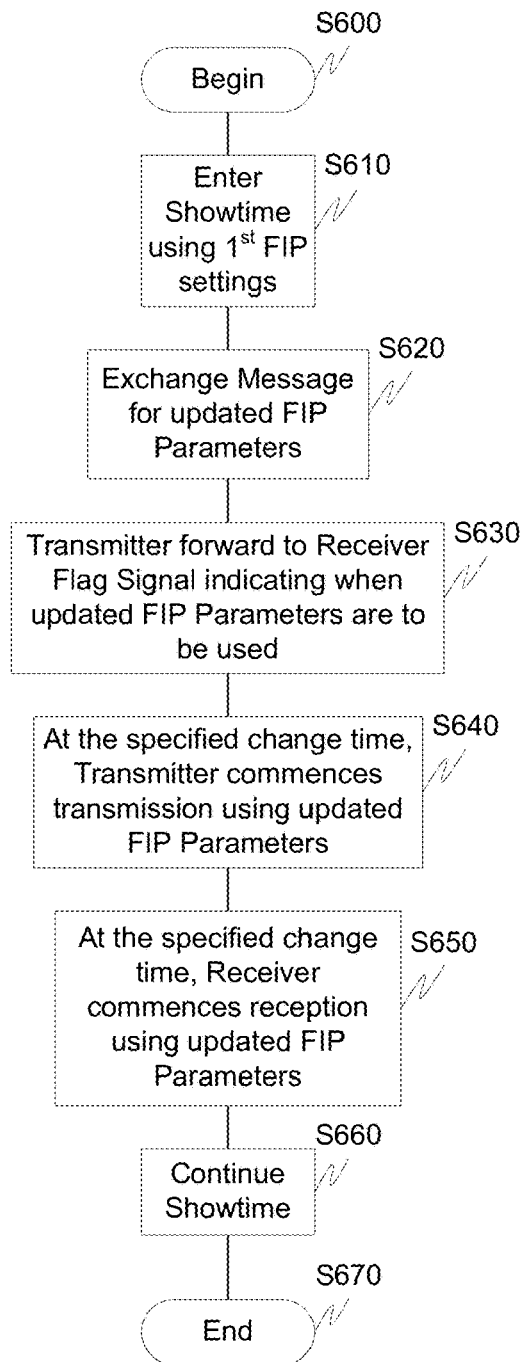 S600
Begin
S610
Enter
Showtime
using 1st FIP
settings
S620
Exchange Message
for updated FIP
Parameters
S630
Transmitter forward to Receiver
Flag Signal indicating when
updated FIP Parameters are to
be used
S640
At the specified change time,
Transmitter commences
transmission using updated
FIP Parameters
S650
At the specified change
time, Receiver
commences reception
using updated FIP
Parameters
S660
Continue
Showtime
S670
End